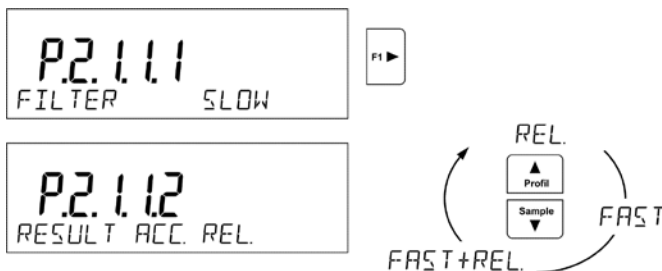 P.2.1.1.1
FILTER SLOW
F1 ►
P.2.1.1.2
RESULT ACC. REL.
REL.
▲
Profil
Sample
▼
FAST
FAST+REL.